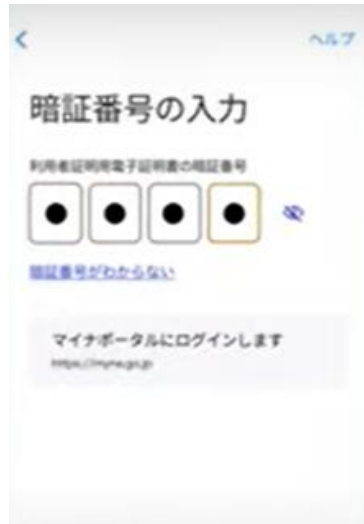 ヘルプ
暗証番号の入力
利用者証明用電子証明書の暗証番号
暗証番号がわからない
マイナポータルにログインします
https://myna.go.jp